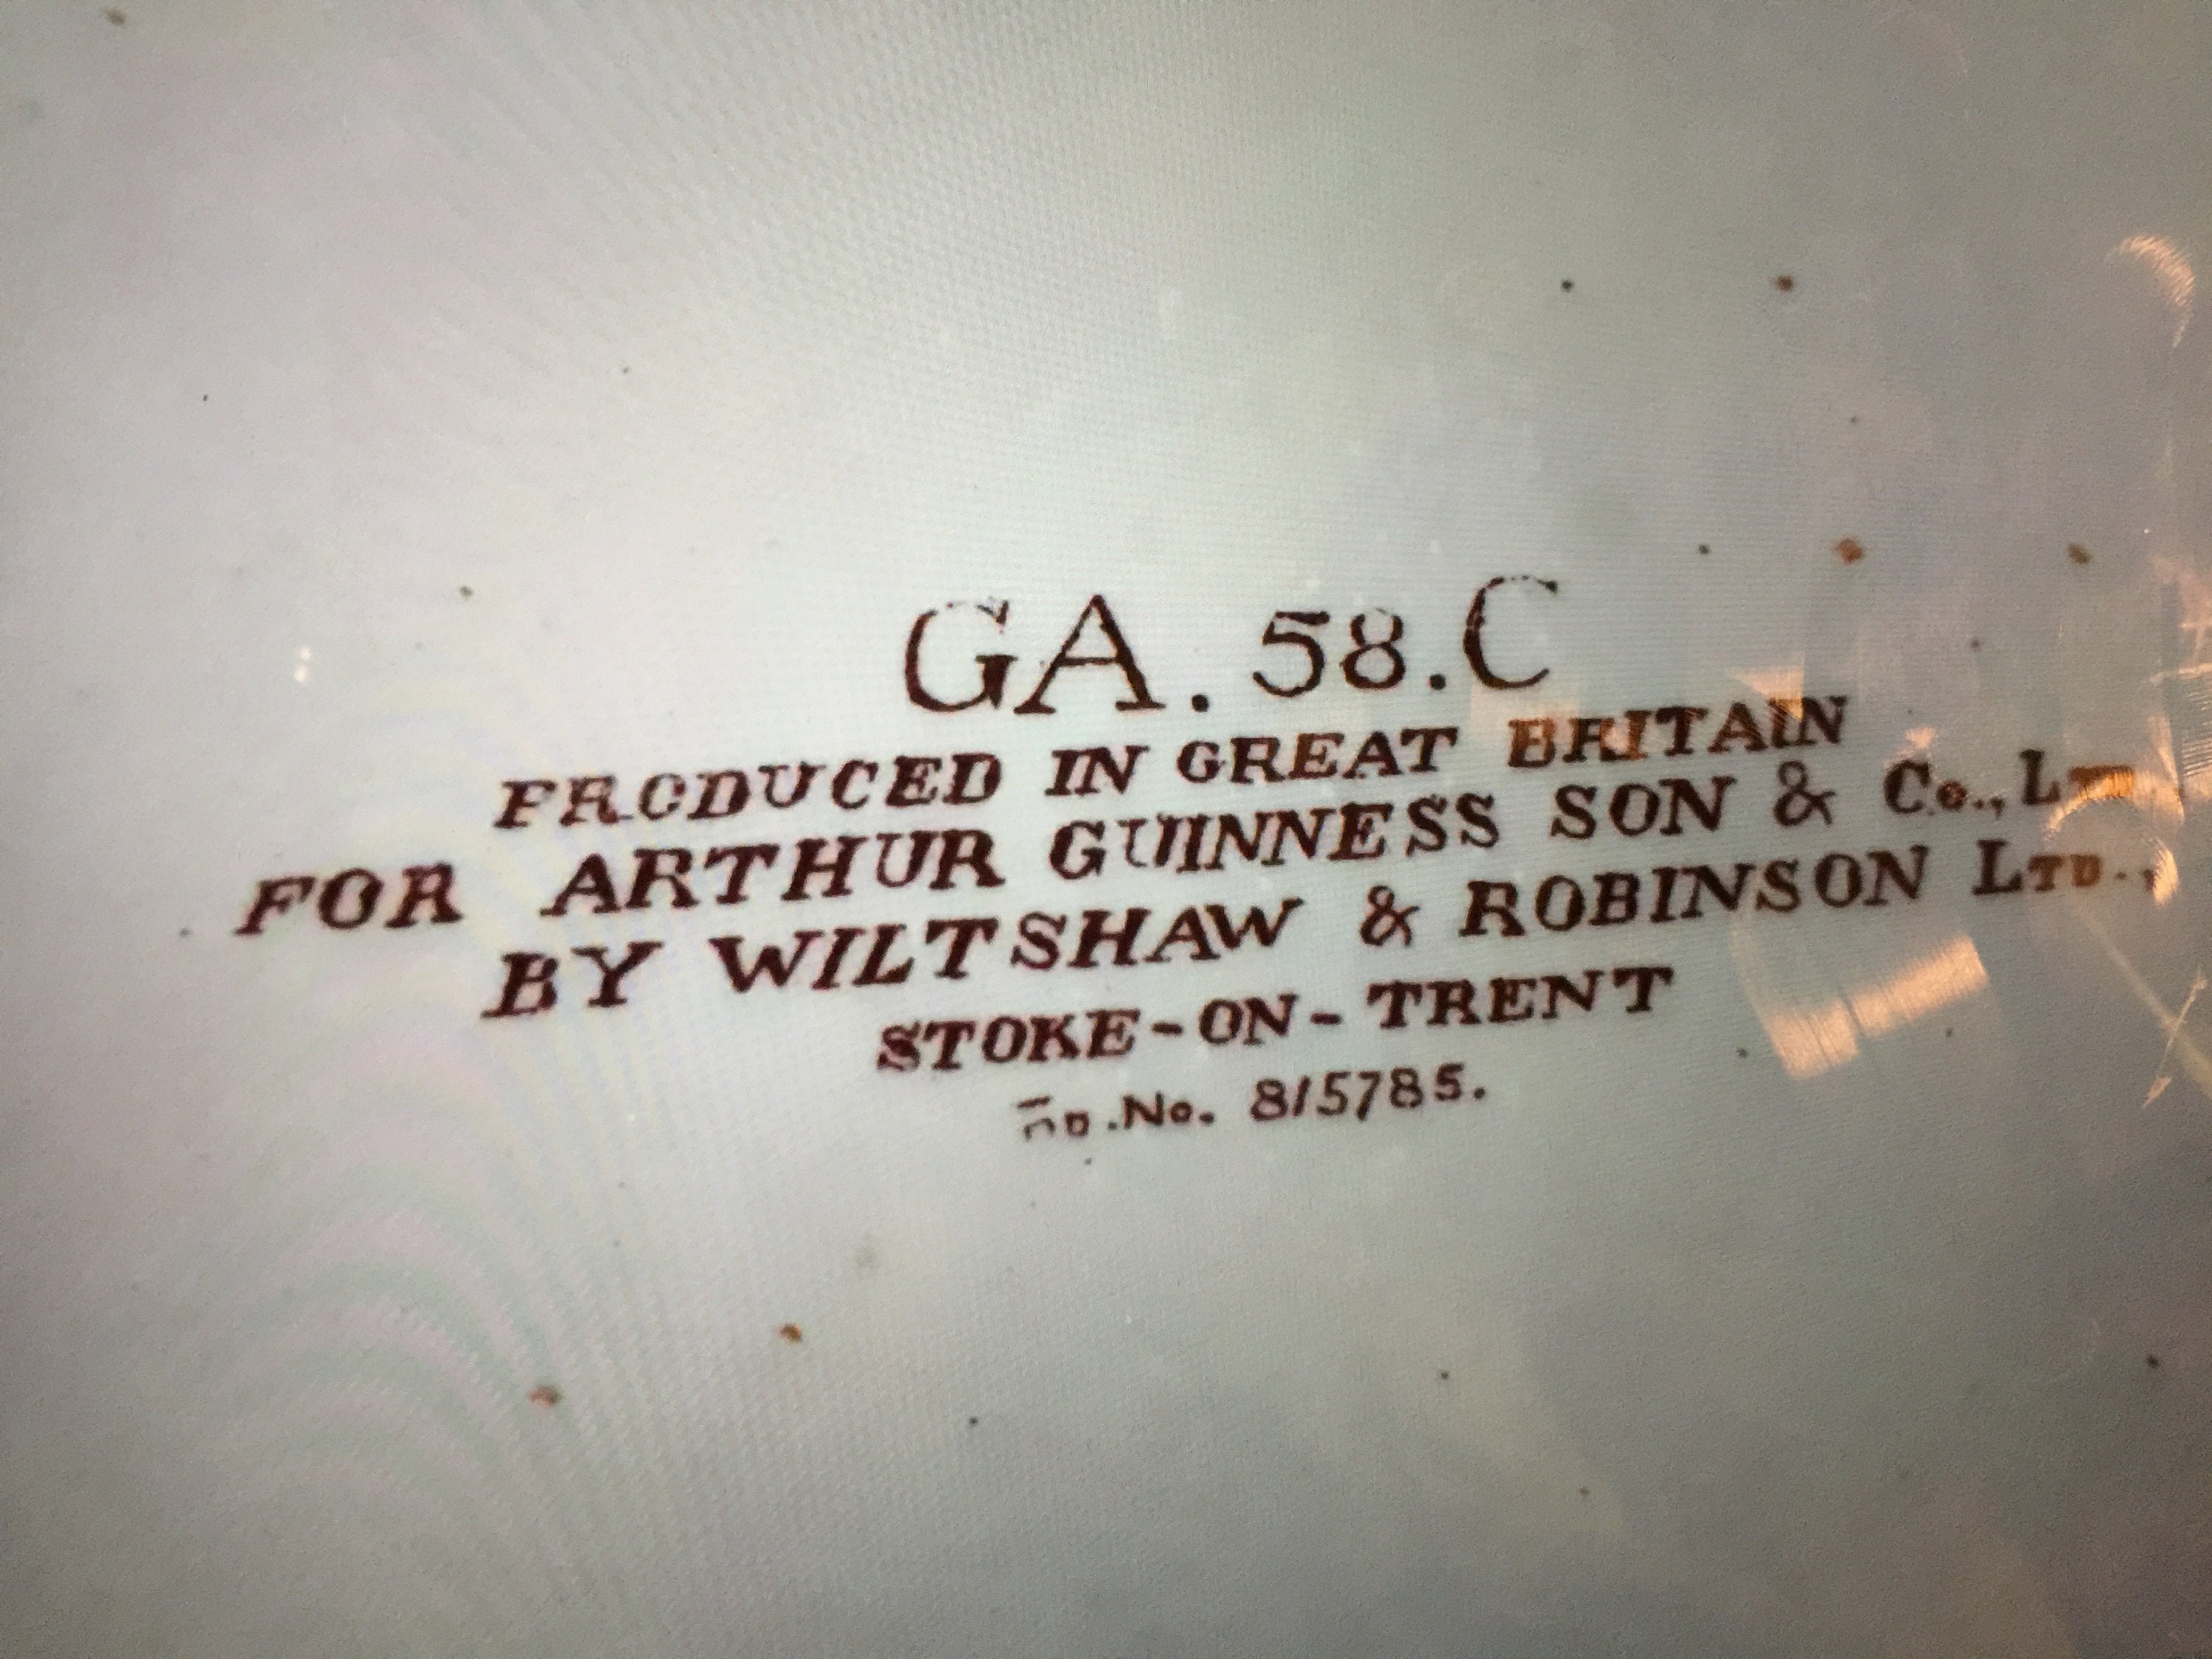 GA. 58.C
PRODUCED IN GREAT BRITAIN
FOR ARTHUR GUINNESS SON & Co., LTD.
BY WILTSHAW & ROBINSON LTD.,
STOKE-ON-TRENT
RD.No. 815785.